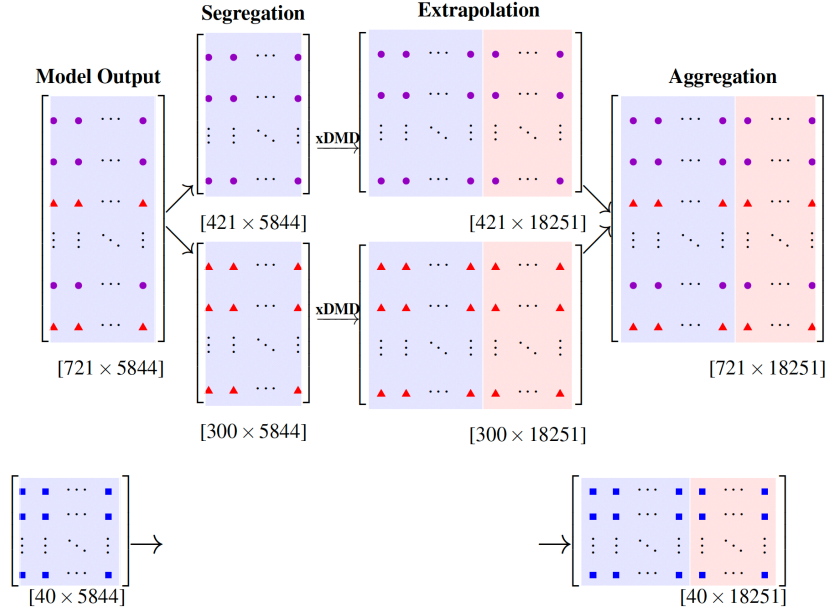 Segregation
Extrapolation
Model Output
Aggregation
xDMD
[421 × 5844]
[421 × 18251]
xDMD
[721 × 5844]
[721 × 18251]
[300 × 5844]
[300 × 18251]
[40 × 5844]
[40 × 18251]